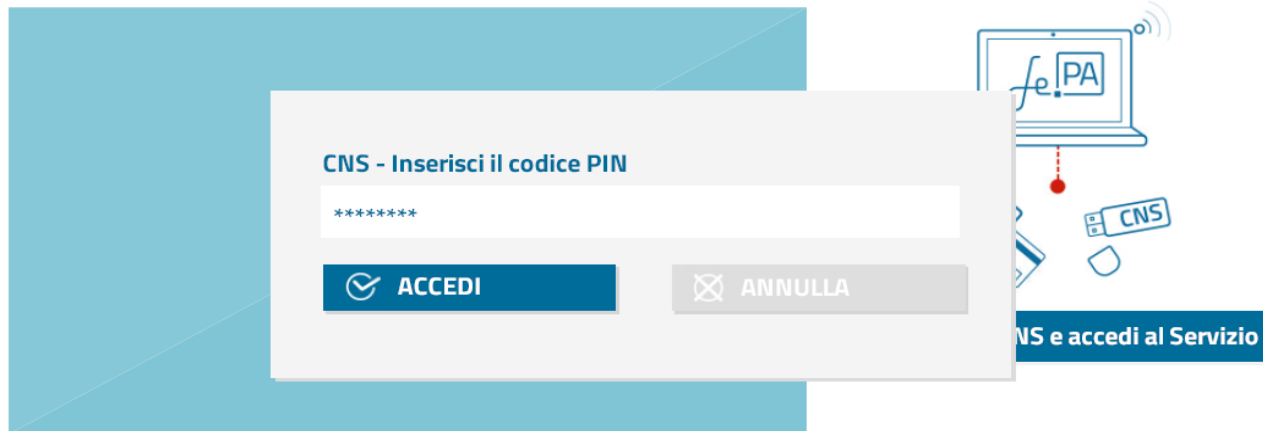 fe.PA
CNS - Inserisci il codice PIN
********
CNS
ACCEDI
ANNULLA
NS e accedi al Servizio